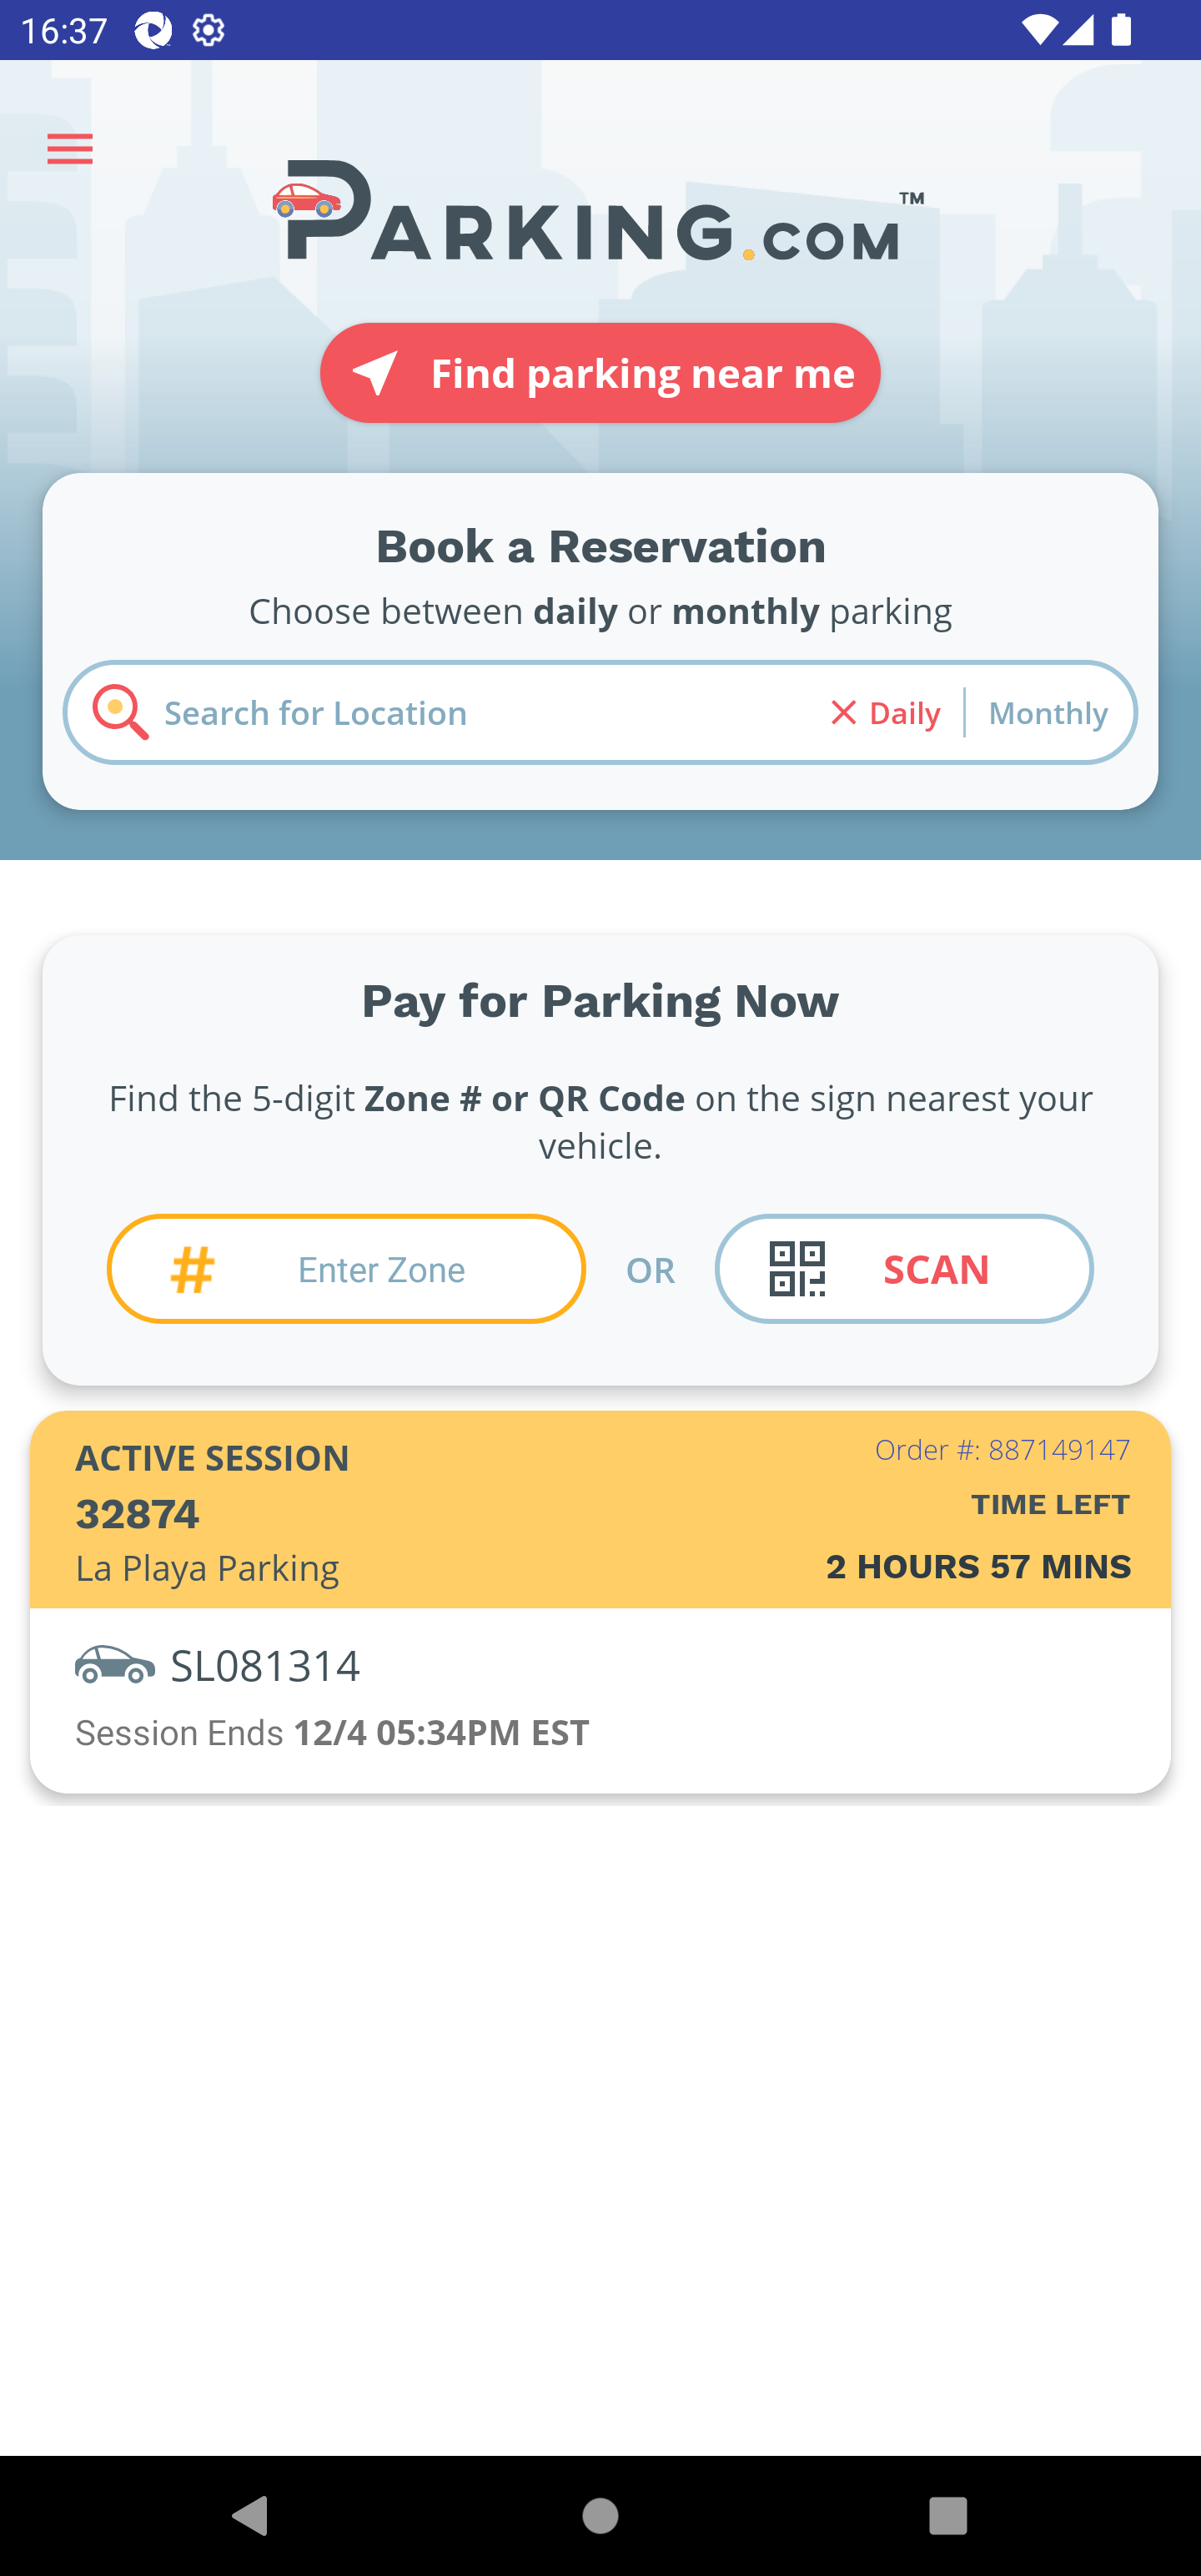 16:37
PARKING.COM™
Find parking near me
Book a Reservation
Choose between daily or monthly parking
Search for Location Daily Monthly
Pay for Parking Now
Find the 5-digit Zone # or QR Code on the sign nearest your
vehicle.
# Enter Zone OR SCAN
ACTIVE SESSION Order #: 887149147
32874 TIME LEFT
La Playa Parking 2 HOURS 57 MINS
SL081314
Session Ends 12/4 05:34PM EST